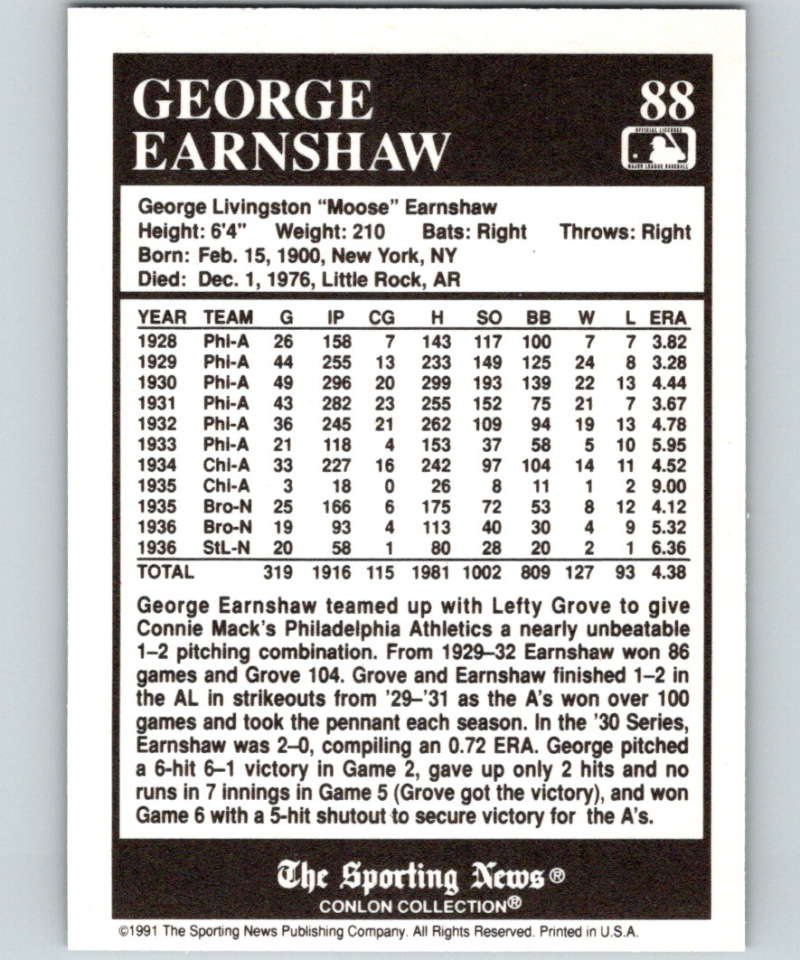 GEORGE 88
EARNSHAW
OFFICIAL LICENSEE
MAJOR LEAGUE BASEBALL
George Livingston "Moose" Earnshaw
Height: 6'4" Weight: 210 Bats: Right Throws: Right
Born: Feb. 15, 1900, New York, NY
Died: Dec. 1, 1976, Little Rock, AR
YEAR TEAM G IP CG H SO BB W L ERA
1928 Phi-A 26 158 7 143 117 100 7 7 3.82
1929 Phi-A 44 255 13 233 149 125 24 8 3.28
1930 Phi-A 49 296 20 299 193 139 22 13 4.44
1931 Phi-A 43 282 23 255 152 75 21 7 3.67
1932 Phi-A 36 245 21 262 109 94 19 13 4.78
1933 Phi-A 21 118 4 153 37 58 5 10 5.95
1934 Chi-A 33 227 16 242 97 104 14 11 4.52
1935 Chi-A 3 18 0 26 8 11 1 2 9.00
1935 Bro-N 25 166 6 175 72 53 8 12 4.12
1936 Bro-N 19 93 4 113 40 30 4 9 5.32
1936 StL-N 20 58 1 80 28 20 2 1 6.36
TOTAL 319 1916 115 1981 1002 809 127 93 4.38
George Earnshaw teamed up with Lefty Grove to give
Connie Mack's Philadelphia Athletics a nearly unbeatable
1–2 pitching combination. From 1929–32 Earnshaw won 86
games and Grove 104. Grove and Earnshaw finished 1–2 in
the AL in strikeouts from '29–'31 as the A's won over 100
games and took the pennant each season. In the '30 Series,
Earnshaw was 2–0, compiling an 0.72 ERA. George pitched
a 6-hit 6–1 victory in Game 2, gave up only 2 hits and no
runs in 7 innings in Game 5 (Grove got the victory), and won
Game 6 with a 5-hit shutout to secure victory for the A's.
The Sporting News®
CONLON COLLECTION®
©1991 The Sporting News Publishing Company. All Rights Reserved. Printed in U.S.A.